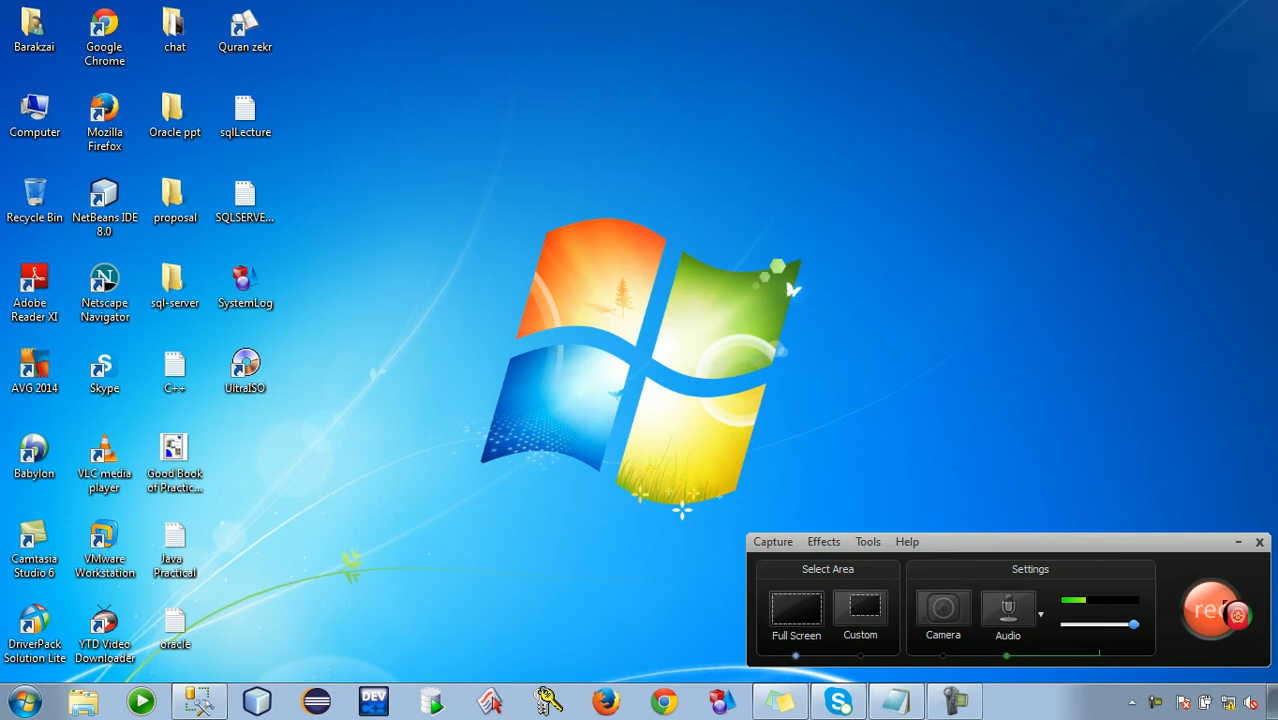 Barakzai
Google
Chrome
chat
Quran zekr
Computer
Mozilla
Firefox
Oracle ppt
sqlLecture
Recycle Bin
NetBeans IDE
8.0
proposal
SQLSERVE...
Adobe
Reader XI
Netscape
Navigator
sql-server
SystemLog
AVG 2014
Skype
C++
UltraISO
Babylon
VLC media
player
Good Book
of Practic...
Camtasia
Studio 6
VMware
Workstation
Java
Practical
DriverPack
Solution Lite
YTD Video
Downloader
oracle
Capture Effects Tools Help
Select Area
Settings
Full Screen
Custom
Camera
Audio
rec
DEV